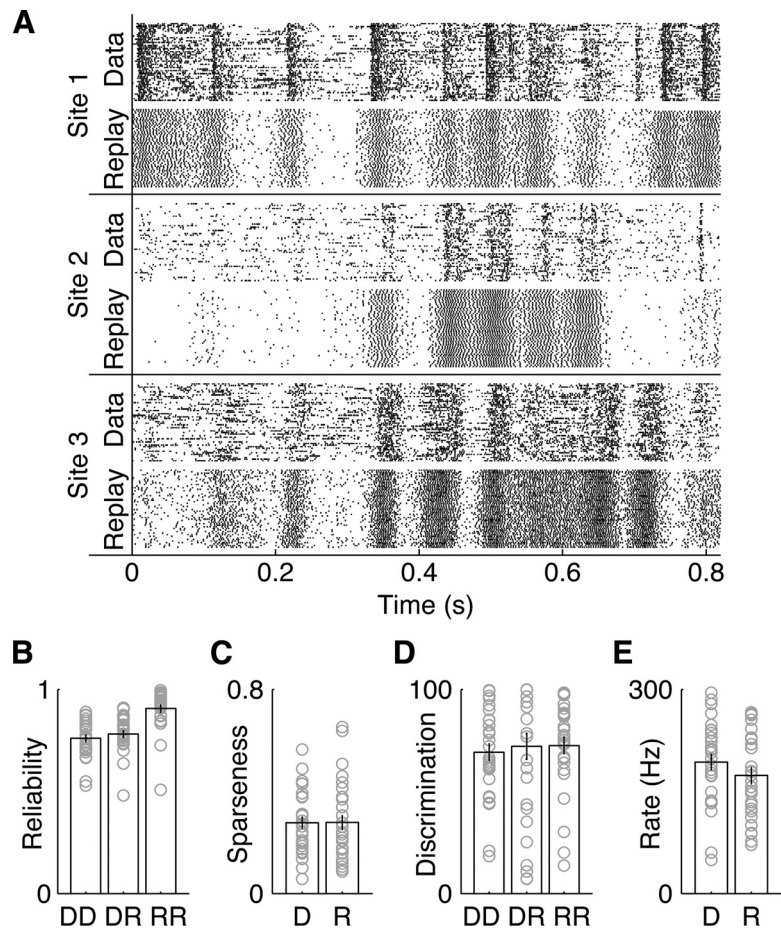 A
Site 1
Data
Replay
Site 2
Data
Replay
Site 3
Data
Replay
0 0.2 0.4 0.6 0.8
Time (s)
B
Reliability
1
0
DD DR RR
C
Sparseness
0.8
0
D R
D
Discrimination
100
0
DD DR RR
E
Rate (Hz)
300
0
D R